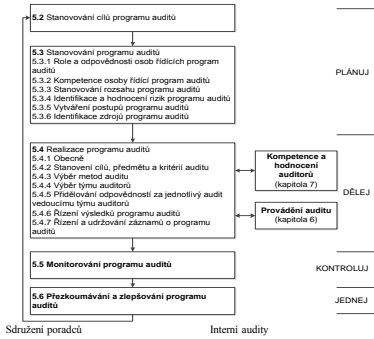 5.2 Stanovování cílů programu auditů
5.3 Stanovování programu auditů
5.3.1 Role a odpovědnosti osob řídících program
auditů
5.3.2 Kompetence osoby řídící program auditů
5.3.3 Stanovování rozsahu programu auditů
5.3.4 Identifikace a hodnocení rizik programu auditů
5.3.5 Vytváření postupů programu auditů
5.3.6 Identifikace zdrojů programu auditů
PLÁNUJ
5.4 Realizace programu auditů
5.4.1 Obecně
5.4.2 Stanovení cílů, předmětu a kritérií auditu
5.4.3 Výběr metod auditu
5.4.4 Výběr týmu auditorů
5.4.5 Přidělování odpovědností za jednotlivý audit
vedoucímu týmu auditorů
5.4.6 Řízení výsledků programu auditů
5.4.7 Řízení a udržování záznamů o programu
auditů
Kompetence a
hodnocení
auditorů
(kapitola 7)
Provádění auditu
(kapitola 6)
DĚLEJ
5.5 Monitorování programu auditů
KONTROLUJ
5.6 Přezkoumávání a zlepšování programu
auditů
JEDNEJ
Sdružení poradců
Interní audity